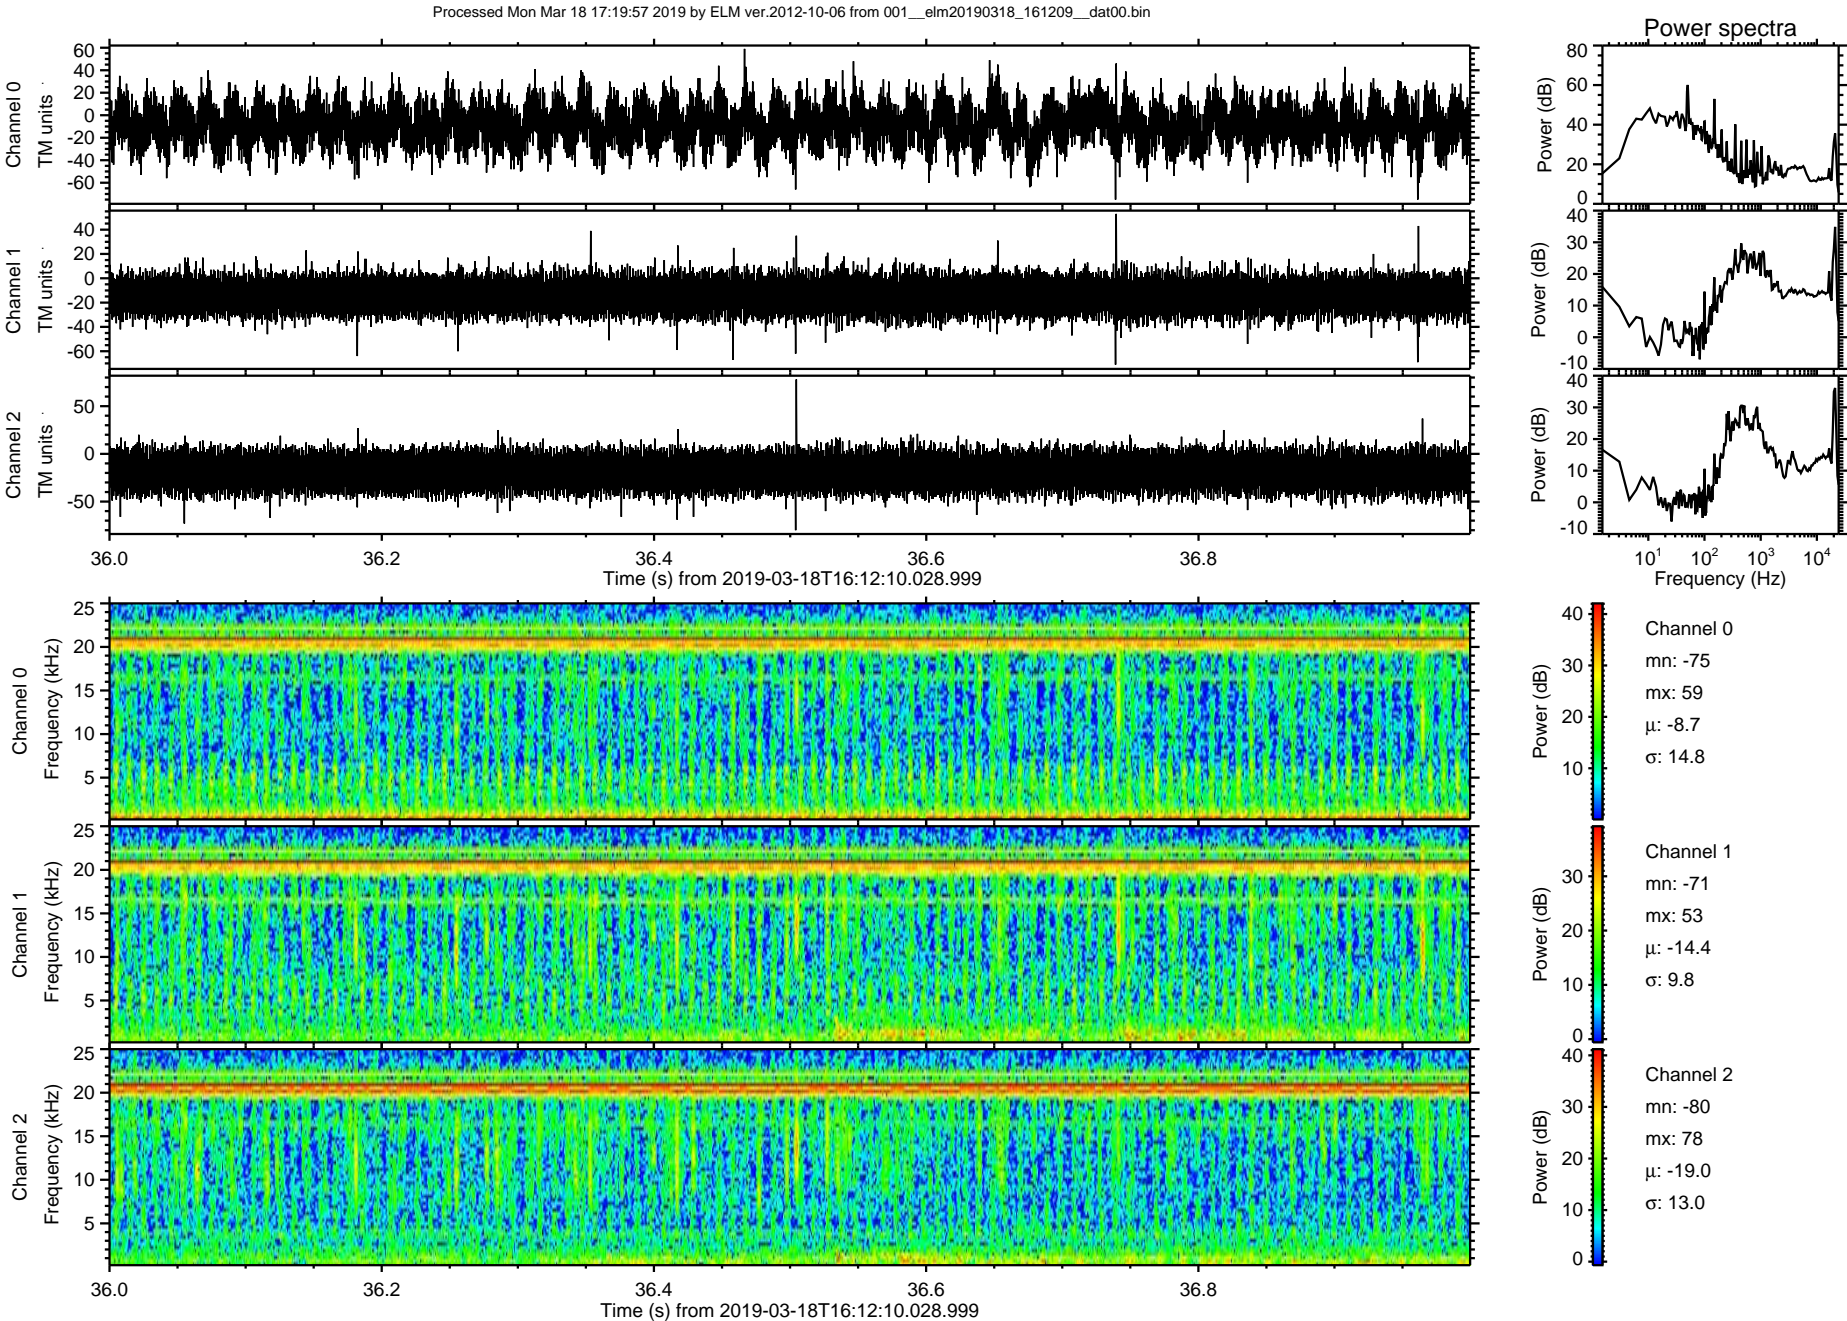 Processed Mon Mar 18 17:19:57 2019 by ELM ver.2012-10-06 from 001__elm20190318_161209__dat00.bin
Power spectra
Channel 0
TM units
60
40
20
0
-20
-40
-60
Power (dB)
80
60
40
20
0
Channel 1
TM units
40
20
0
-20
-40
-60
Power (dB)
40
30
20
10
0
-10
Channel 2
TM units
50
0
-50
Power (dB)
40
30
20
10
0
-10
36.0 36.2 36.4 36.6 36.8
Time (s) from 2019-03-18T16:12:10.028.999
10^1 10^2 10^3 10^4
Frequency (Hz)
Channel 0
Frequency (kHz)
25
20
15
10
5
Power (dB)
40
30
20
10
Channel 0
mn: -75
mx: 59
μ: -8.7
σ: 14.8
Channel 1
Frequency (kHz)
25
20
15
10
5
Power (dB)
30
20
10
0
Channel 1
mn: -71
mx: 53
μ: -14.4
σ: 9.8
Channel 2
Frequency (kHz)
25
20
15
10
5
Power (dB)
40
30
20
10
0
Channel 2
mn: -80
mx: 78
μ: -19.0
σ: 13.0
36.0 36.2 36.4 36.6 36.8
Time (s) from 2019-03-18T16:12:10.028.999